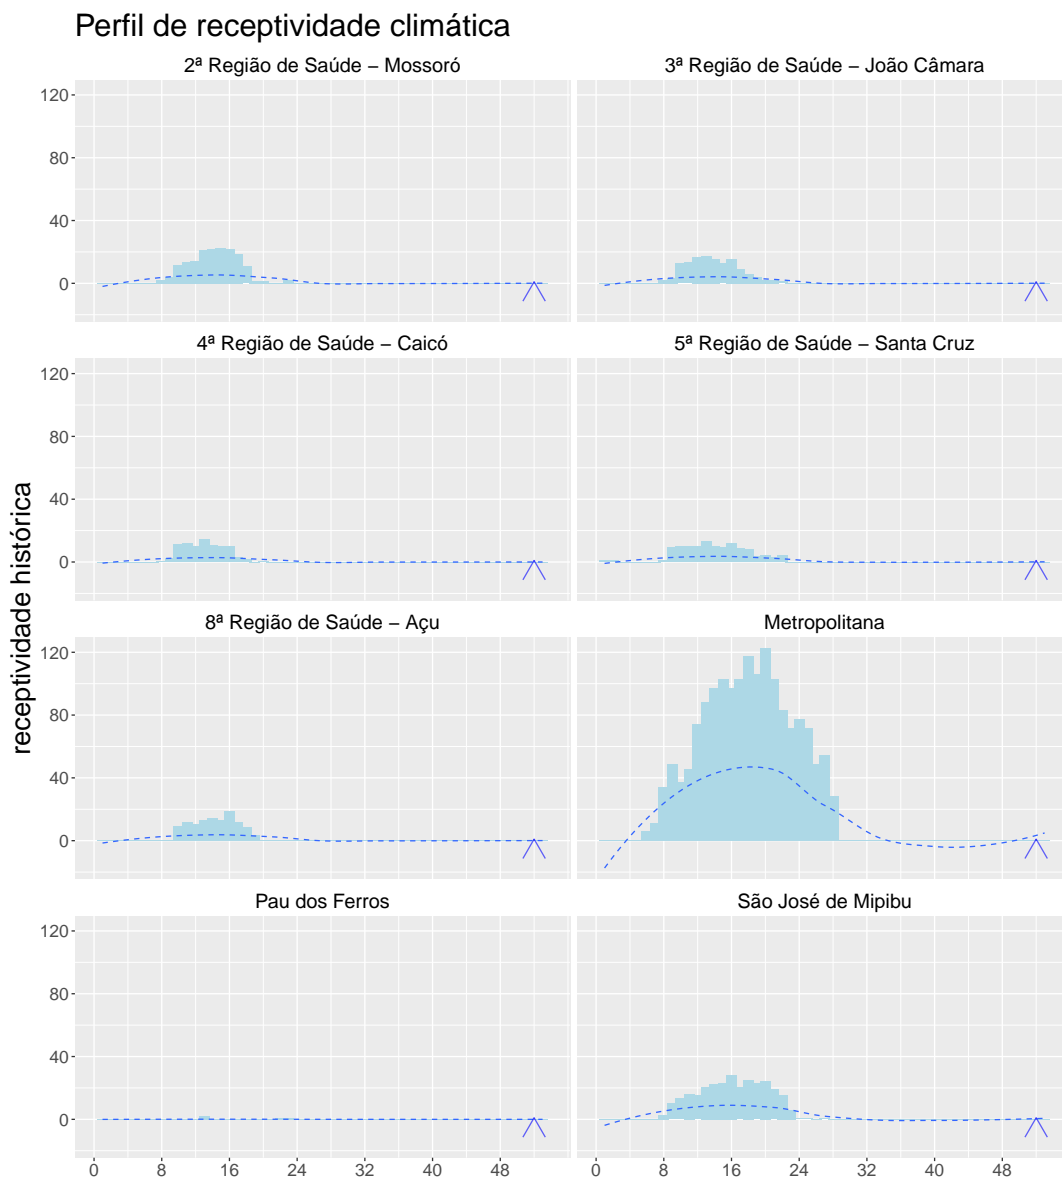 Perfil de receptividade climática
2ª Região de Saúde – Mossoró
3ª Região de Saúde – João Câmara
120
80
40
0
4ª Região de Saúde – Caicó
5ª Região de Saúde – Santa Cruz
120
80
40
0
receptividade histórica
8ª Região de Saúde – Açu
Metropolitana
120
80
40
0
Pau dos Ferros
São José de Mipibu
120
80
40
0
0 8 16 24 32 40 48
0 8 16 24 32 40 48